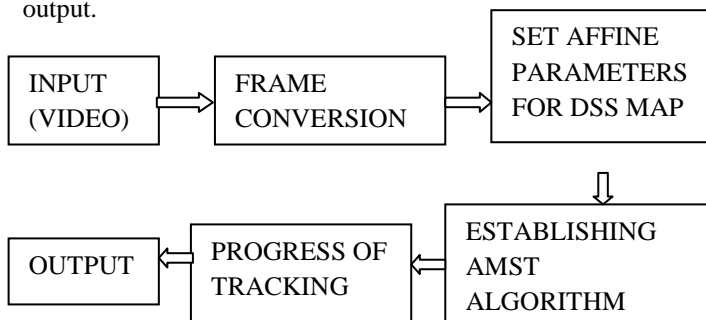 output.
INPUT
(VIDEO)
FRAME
CONVERSION
SET AFFINE
PARAMETERS
FOR DSS MAP
ESTABLISHING
AMST
ALGORITHM
PROGRESS OF
TRACKING
OUTPUT